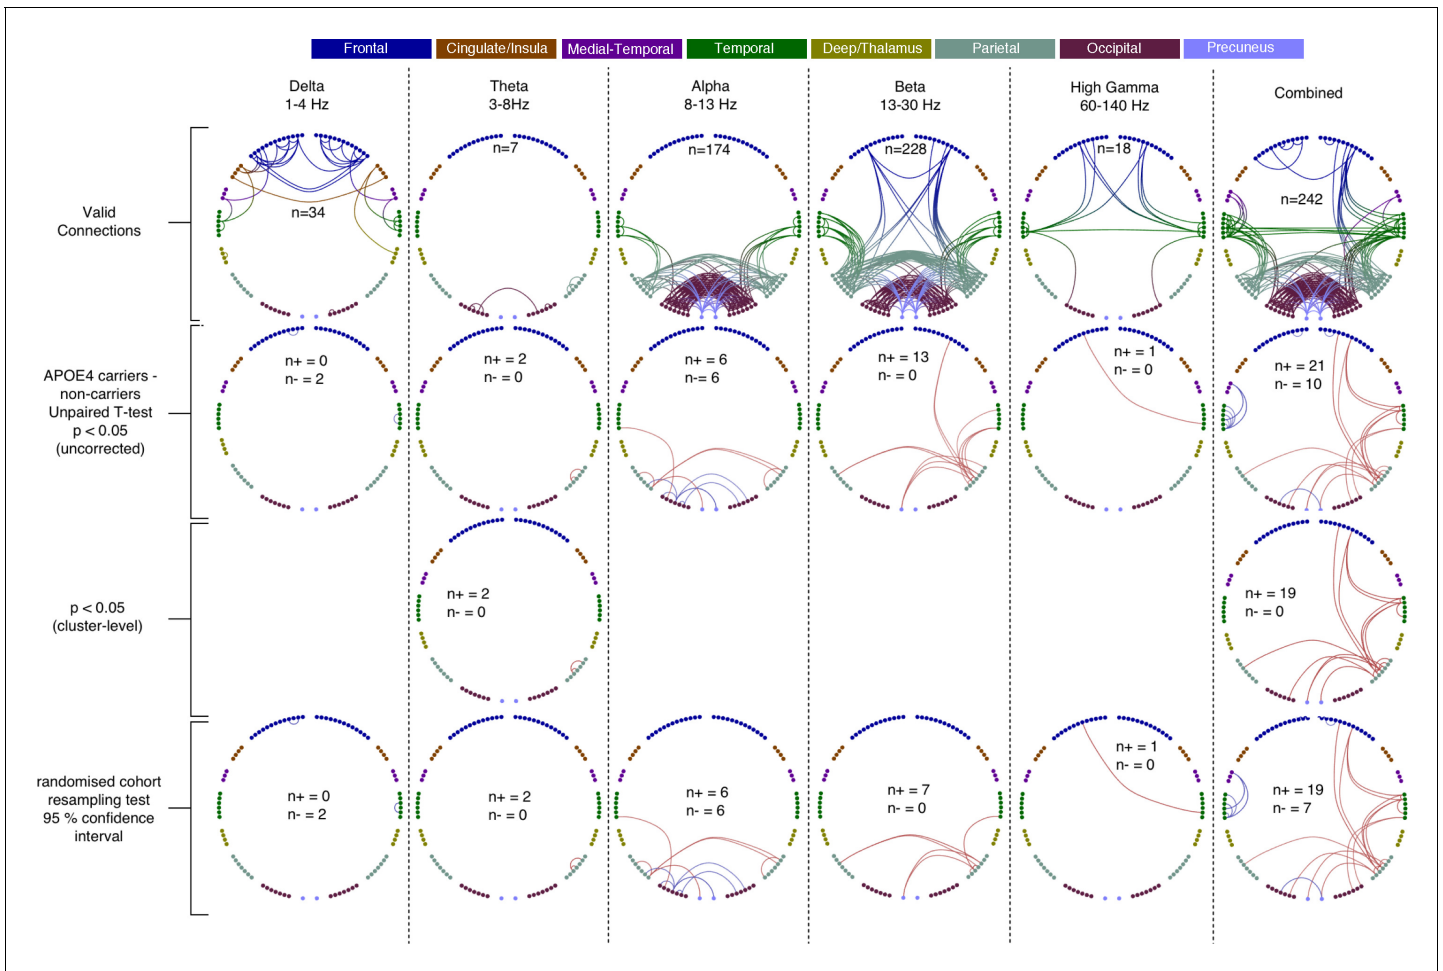 Frontal
Cingulate/Insula
Medial-Temporal
Temporal
Deep/Thalamus
Parietal
Occipital
Precuneus
Delta
1-4 Hz
Theta
3-8Hz
Alpha
8-13 Hz
Beta
13-30 Hz
High Gamma
60-140 Hz
Combined
Valid
Connections
n=34
n=7
n=174
n=228
n=18
n=242
APOE4 carriers -
non-carriers
Unpaired T-test
p < 0.05
(uncorrected)
n+ = 0
n- = 2
n+ = 2
n- = 0
n+ = 6
n-= 6
n+ = 13
n- = 0
n+ = 1
n- = 0
n+ = 21
n- = 10
p < 0.05
(cluster-level)
n+ = 2
n- = 0
n+ = 19
n- = 0
randomised cohort
resampling test
95 % confidence
interval
n+ = 0
n- = 2
n+ = 2
n- = 0
n+ = 6
n- = 6
n+ = 7
n- = 0
n+ = 1
n- = 0
n+ = 19
n- = 7